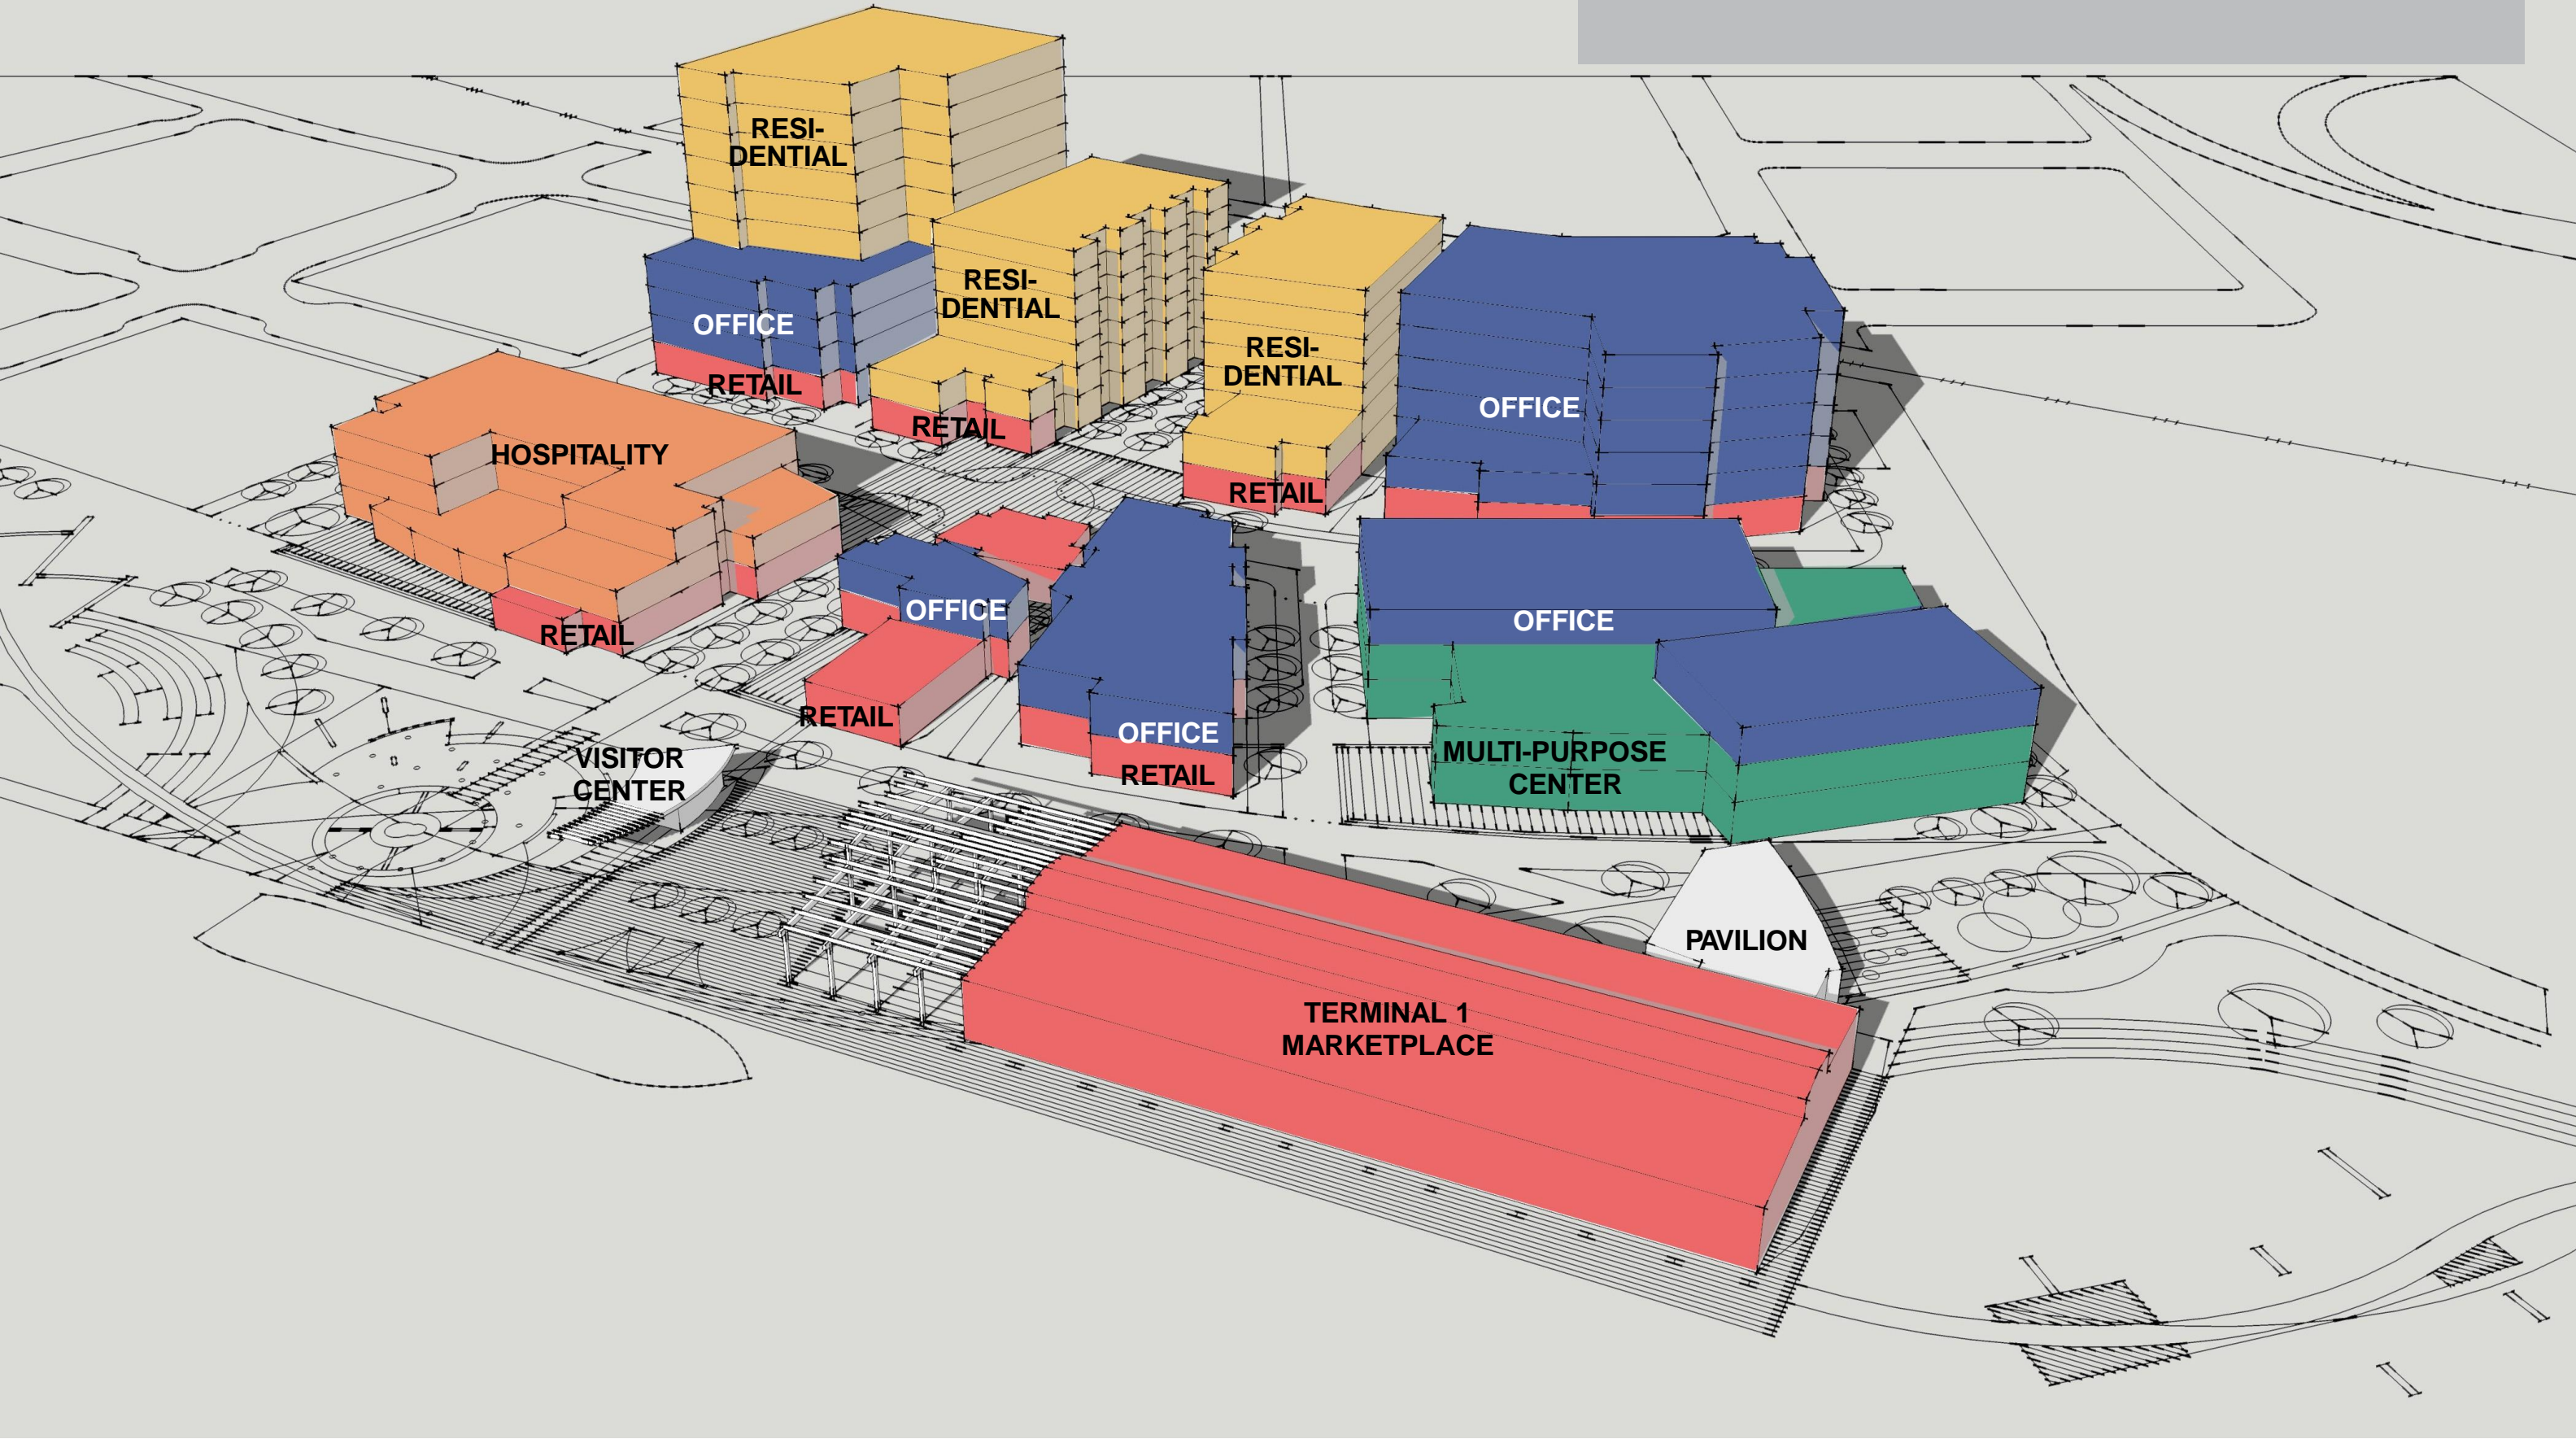 RESI-
DENTIAL
OFFICE
RETAIL
RESI-
DENTIAL
RETAIL
RESI-
DENTIAL
RETAIL
OFFICE
HOSPITALITY
RETAIL
OFFICE
RETAIL
OFFICE
RETAIL
OFFICE
MULTI-PURPOSE
CENTER
VISITOR
CENTER
PAVILION
TERMINAL 1
MARKETPLACE